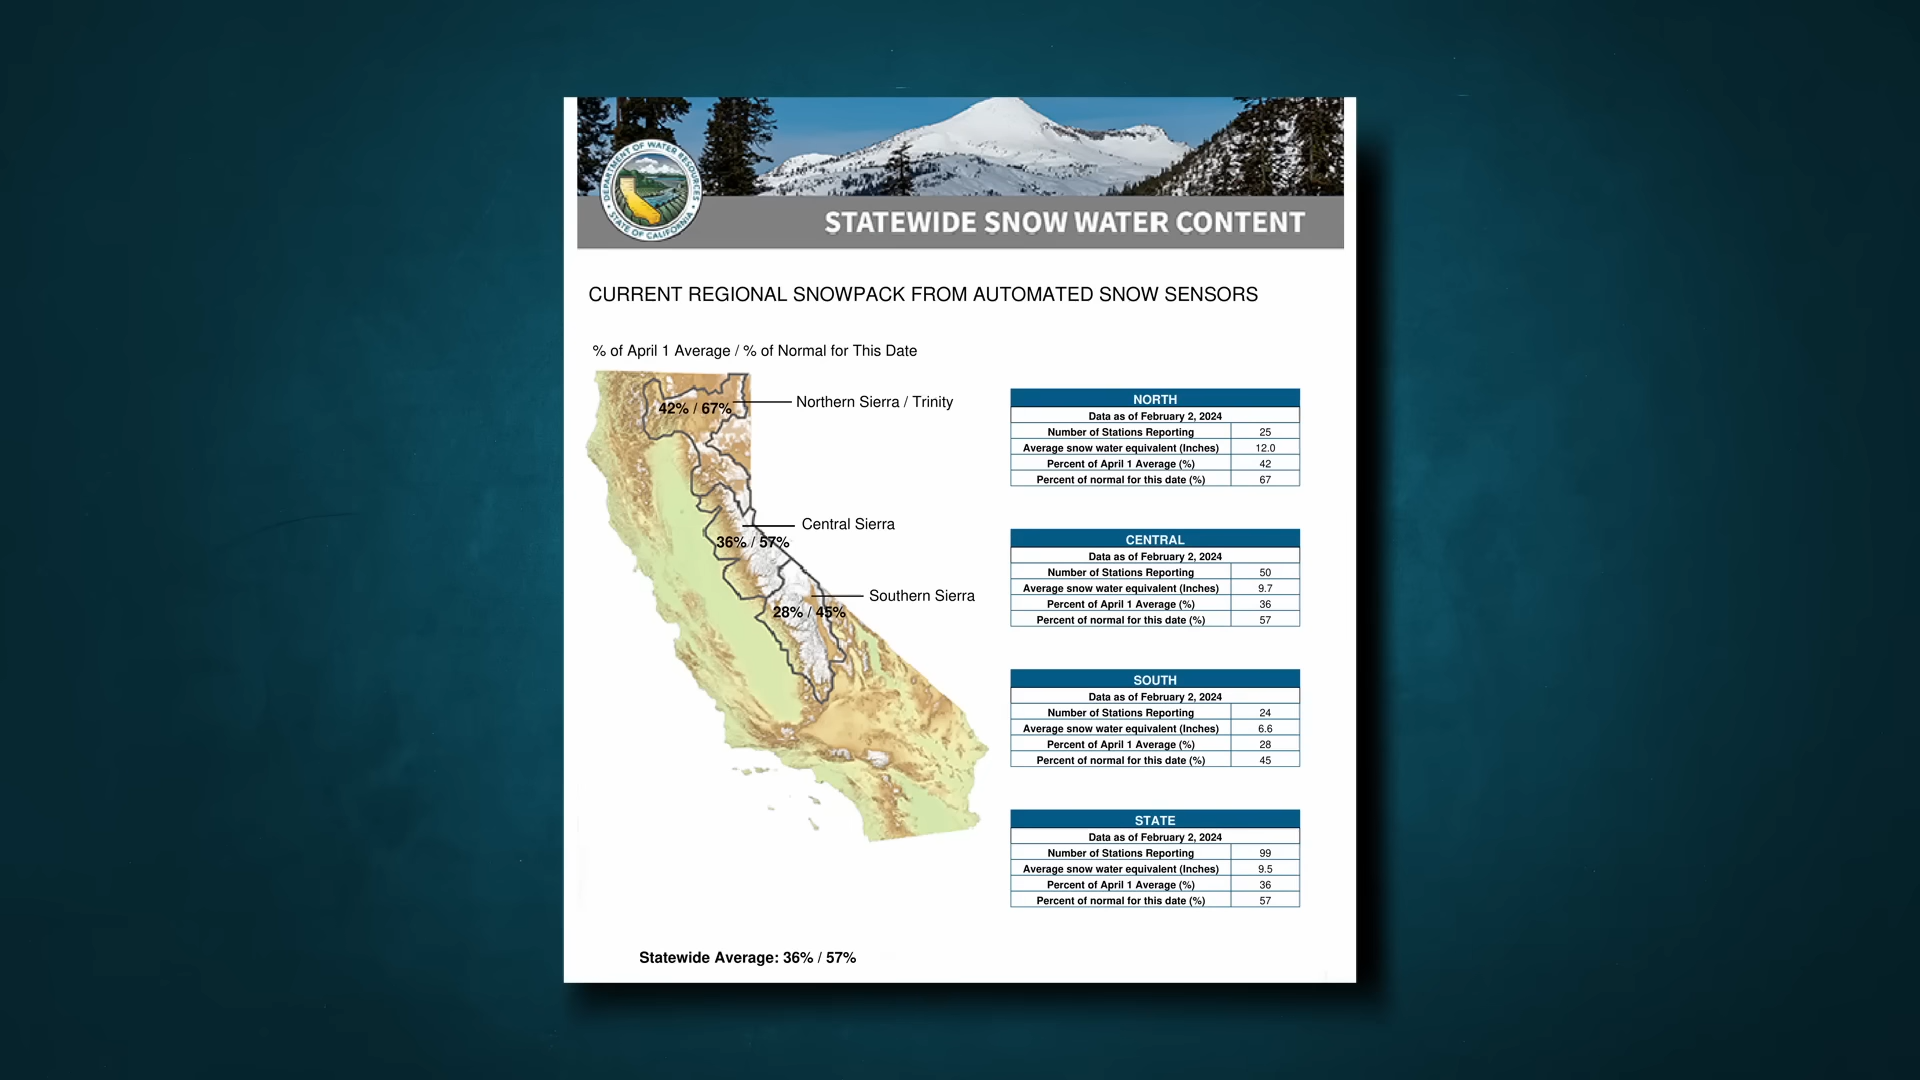 DEPARTMENT OF WATER RESOURCES
STATE OF CALIFORNIA
STATEWIDE SNOW WATER CONTENT
CURRENT REGIONAL SNOWPACK FROM AUTOMATED SNOW SENSORS
% of April 1 Average / % of Normal for This Date
42% / 67%
Northern Sierra / Trinity
Central Sierra
36% / 57%
Southern Sierra
28% / 45%
NORTH
Data as of February 2, 2024
Number of Stations Reporting 25
Average snow water equivalent (Inches) 12.0
Percent of April 1 Average (%) 42
Percent of normal for this date (%) 67
CENTRAL
Data as of February 2, 2024
Number of Stations Reporting 50
Average snow water equivalent (Inches) 9.7
Percent of April 1 Average (%) 36
Percent of normal for this date (%) 57
SOUTH
Data as of February 2, 2024
Number of Stations Reporting 24
Average snow water equivalent (Inches) 6.6
Percent of April 1 Average (%) 28
Percent of normal for this date (%) 45
STATE
Data as of February 2, 2024
Number of Stations Reporting 99
Average snow water equivalent (Inches) 9.5
Percent of April 1 Average (%) 36
Percent of normal for this date (%) 57
Statewide Average: 36% / 57%